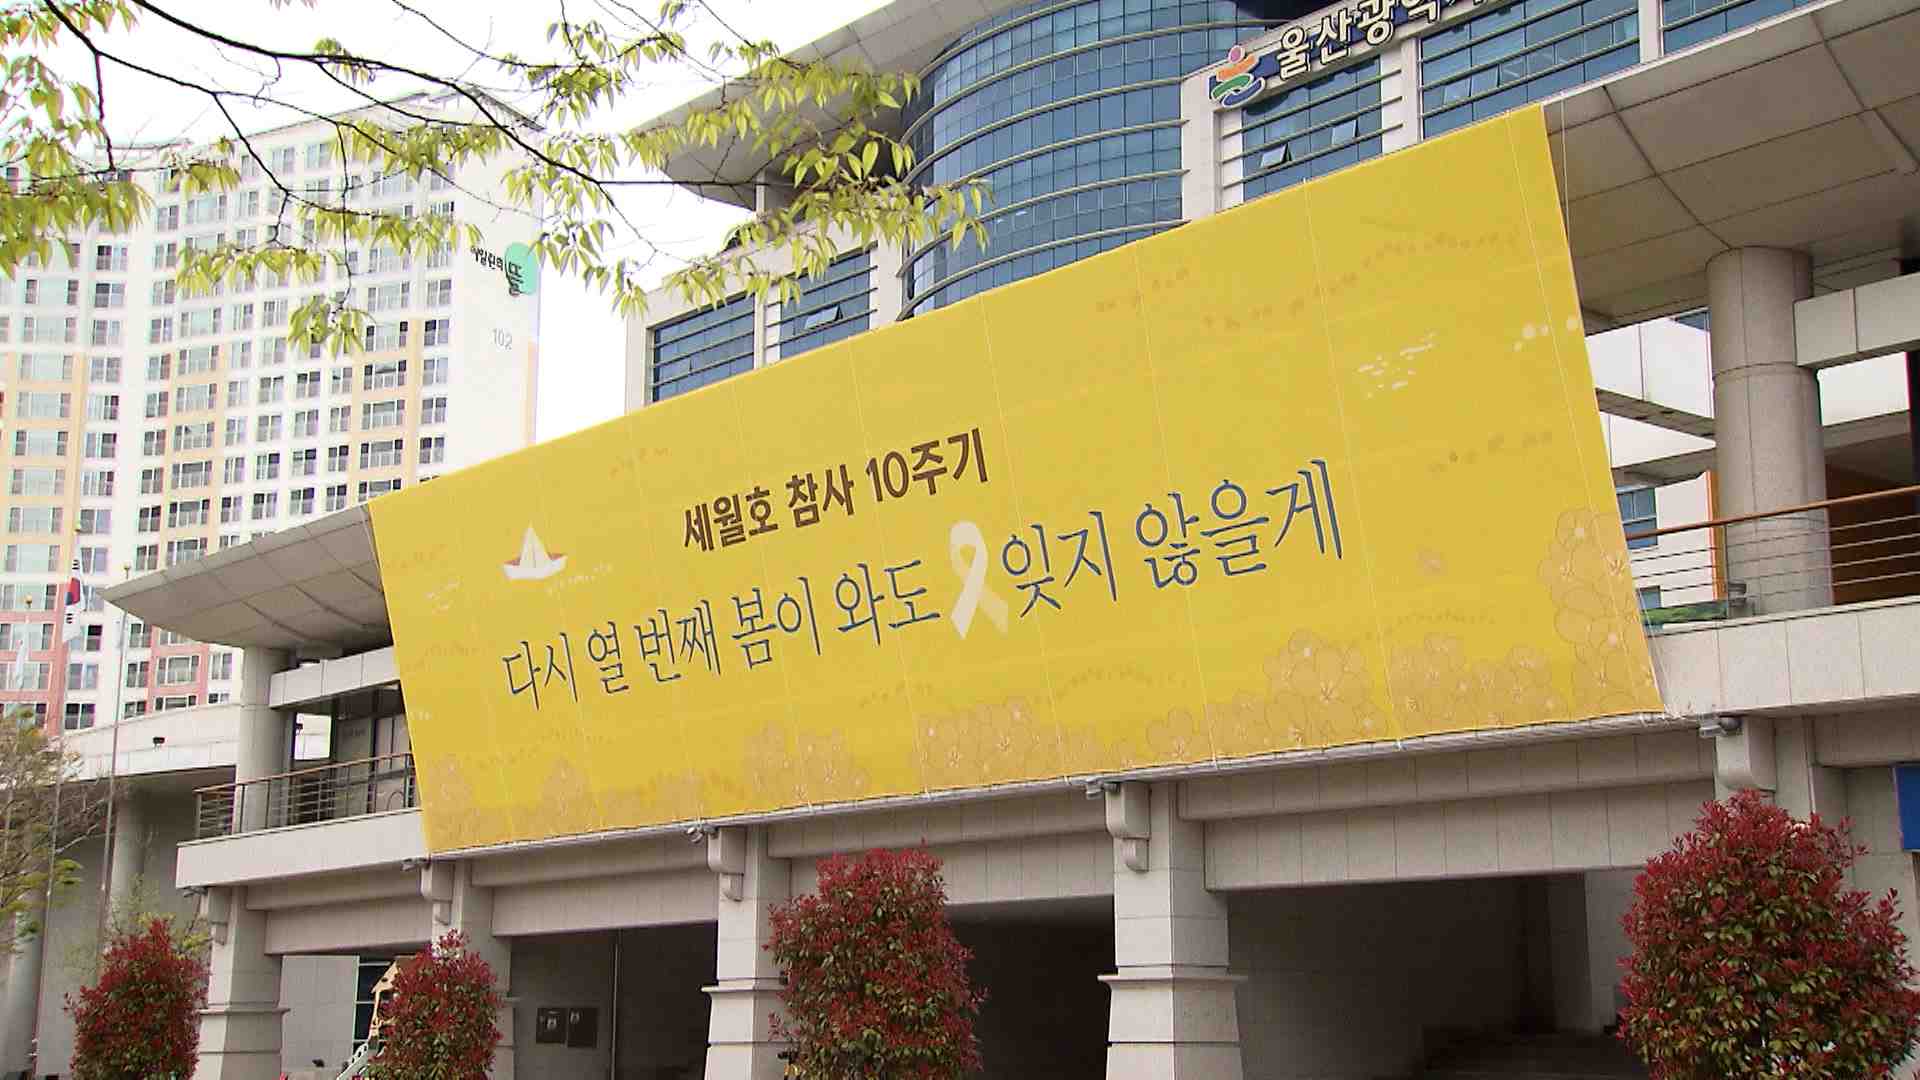 울산광역시
102
세월호 참사 10주기
다시 열 번째 봄이 와도 잊지 않을게